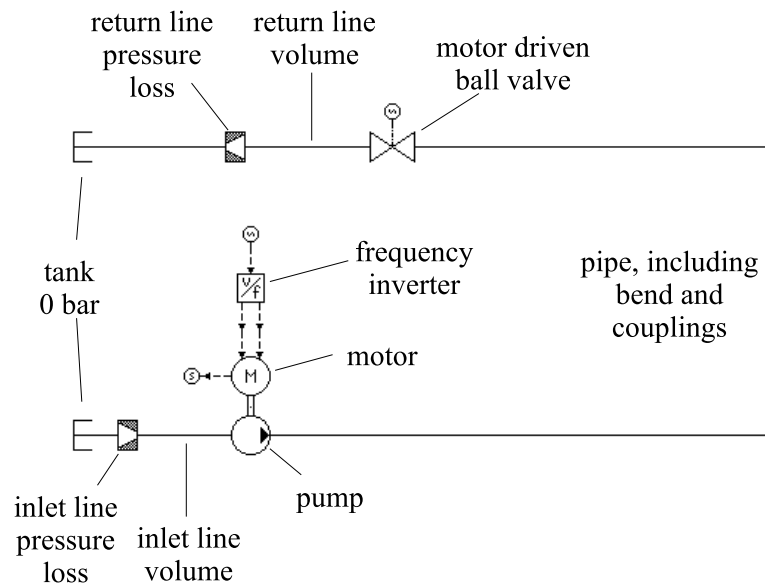 return line
pressure
loss
return line
volume
motor driven
ball valve
tank
0 bar
frequency
inverter
V/f
pipe, including
bend and
couplings
motor
S
M
pump
inlet line
pressure
loss
inlet line
volume